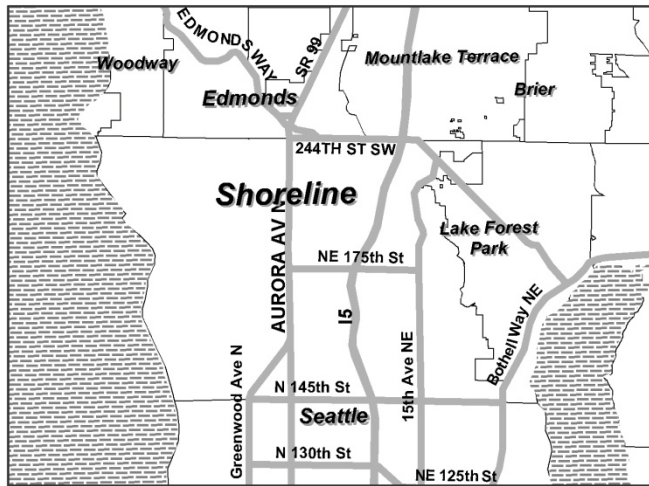 EDMONDS WAY
SR 99
Woodway
Mountlake Terrace
Brier
Edmonds
244TH ST SW
Shoreline
AURORA AV N
Lake Forest
Park
NE 175th St
I5
15th Ave NE
Bothell Way NE
Greenwood Ave N
N 145th St
Seattle
N 130th St
NE 125th St